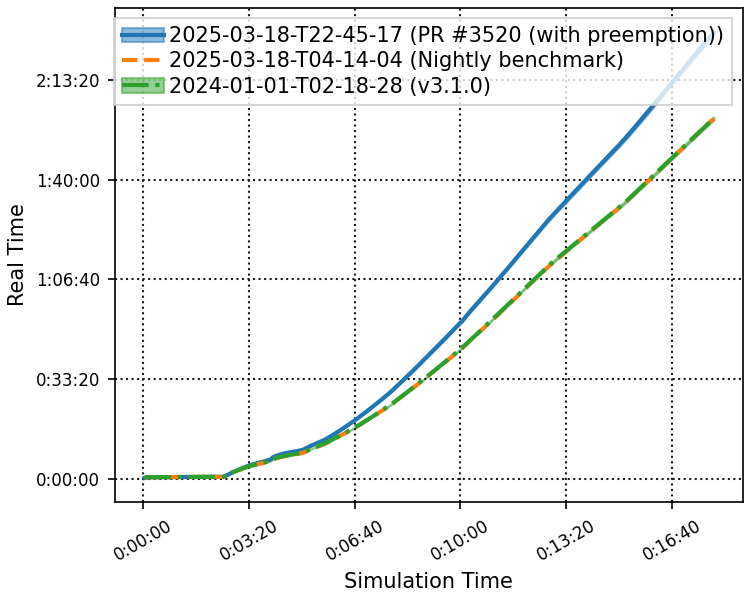 2025-03-18-T22-45-17 (PR #3520 (with preemption))
2025-03-18-T04-14-04 (Nightly benchmark)
2024-01-01-T02-18-28 (v3.1.0)
2:13:20
1:40:00
1:06:40
0:33:20
0:00:00
Real Time
0:00:00
0:03:20
0:06:40
0:10:00
0:13:20
0:16:40
Simulation Time